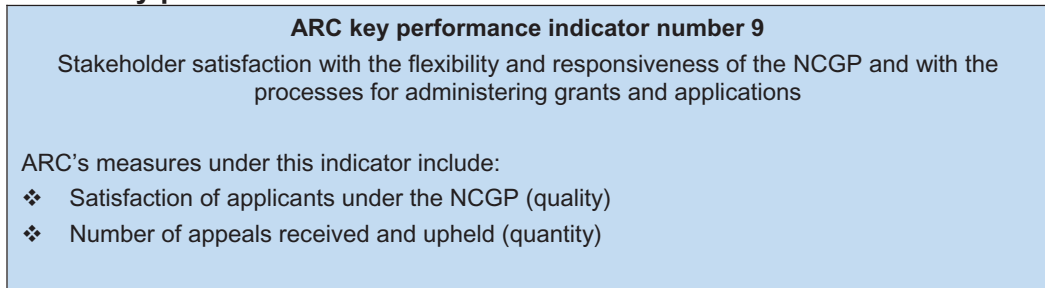 ARC key performance indicator number 9
Stakeholder satisfaction with the flexibility and responsiveness of the NCGP and with the
processes for administering grants and applications
ARC's measures under this indicator include:
❖ Satisfaction of applicants under the NCGP (quality)
❖ Number of appeals received and upheld (quantity)